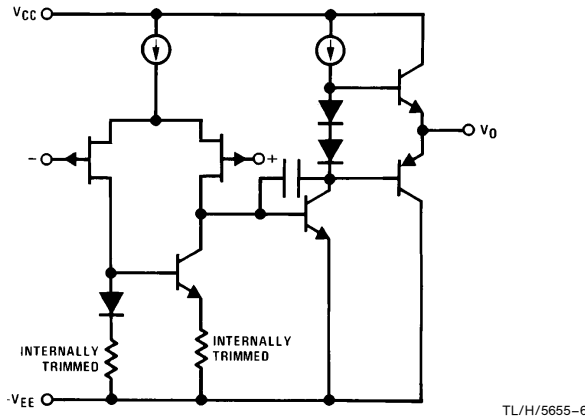 VCC
−
+
VO
INTERNALLY
TRIMMED
INTERNALLY
TRIMMED
-VEE
TL/H/5655–6